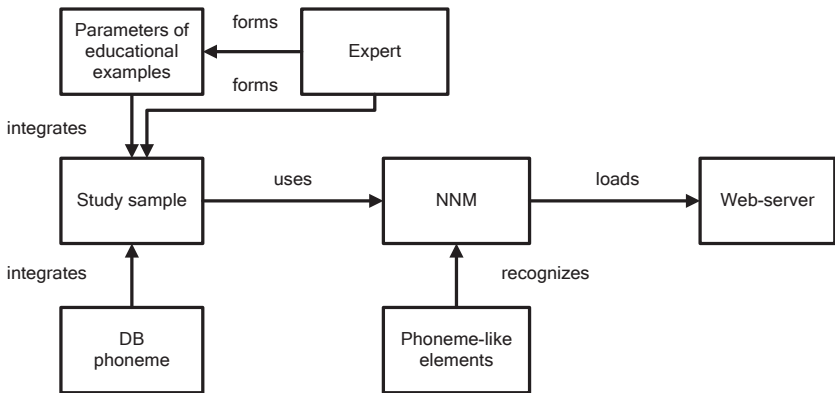 Parameters of
educational
examples
forms
Expert
forms
integrates
Study sample
uses
NNM
loads
Web-server
integrates
recognizes
DB
phoneme
Phoneme-like
elements